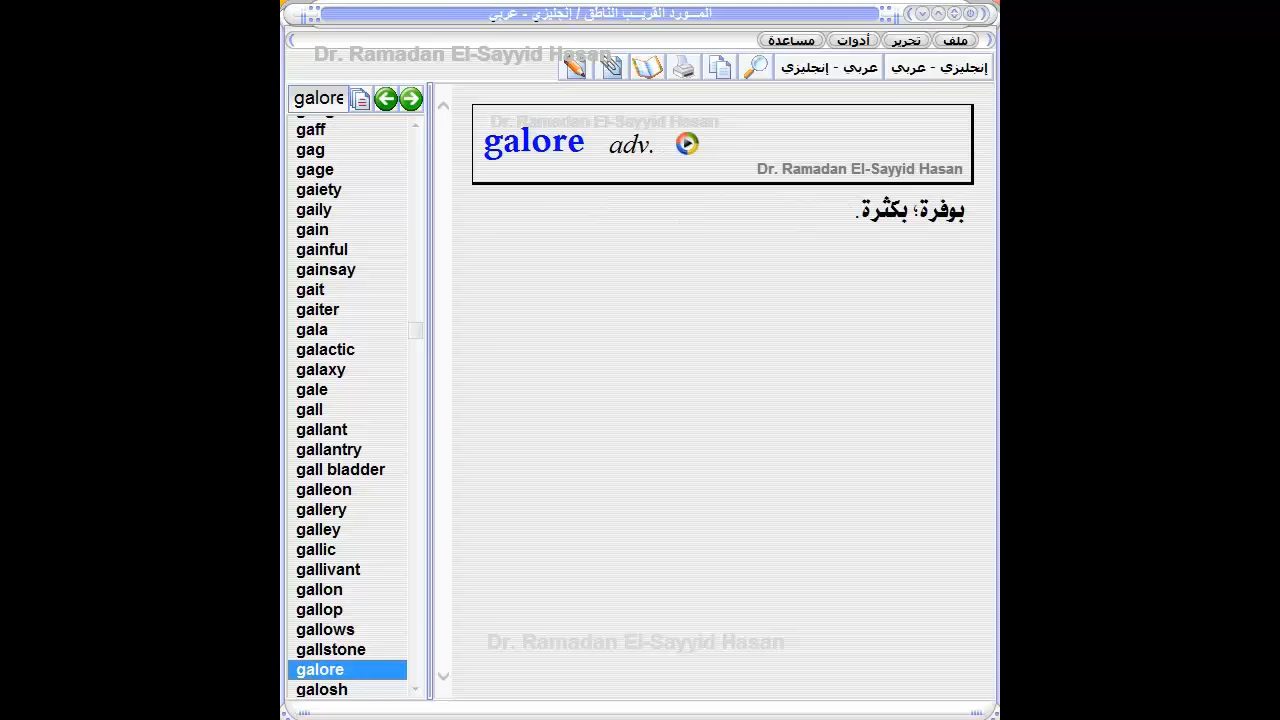 المـــورد القريـــب الناطق / إنجليزي - عربي
ملف تحرير أدوات مساعدة
Dr. Ramadan El-Sayyid Hasan
إنجليزي - عربي عربي - إنجليزي
galore
gaff
gag
gage
gaiety
gaily
gain
gainful
gainsay
gait
gaiter
gala
galactic
galaxy
gale
gall
gallant
gallantry
gall bladder
galleon
gallery
galley
gallic
gallivant
gallon
gallop
gallows
gallstone
galore
galosh
Dr. Ramadan El-Sayyid Hasan
galore adv.
Dr. Ramadan El-Sayyid Hasan
بوفرة؛ بكثرة.
Dr. Ramadan El-Sayyid Hasan